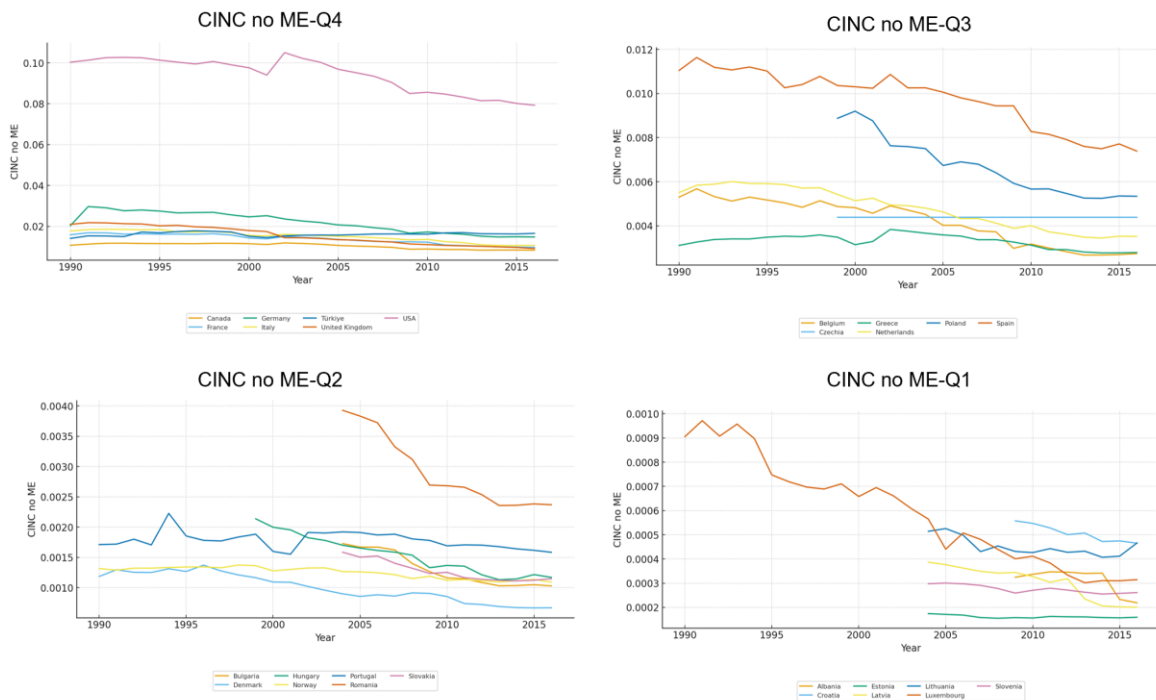 CINC no ME-Q4
CINC no ME
0.10
0.08
0.06
0.04
0.02
1990 1995 2000 2005 2010 2015
Year
Canada Germany Türkiye USA
France Italy United Kingdom
CINC no ME-Q3
CINC no ME
0.012
0.010
0.008
0.006
0.004
1990 1995 2000 2005 2010 2015
Year
Belgium Greece Poland Spain
Czechia Netherlands
CINC no ME-Q2
CINC no ME
0.0040
0.0035
0.0030
0.0025
0.0020
0.0015
0.0010
1990 1995 2000 2005 2010 2015
Year
Bulgaria Hungary Portugal Slovakia
Denmark Norway Romania
CINC no ME-Q1
CINC no ME
0.0010
0.0009
0.0008
0.0007
0.0006
0.0005
0.0004
0.0003
0.0002
1990 1995 2000 2005 2010 2015
Year
Albania Estonia Lithuania Slovenia
Croatia Latvia Luxembourg